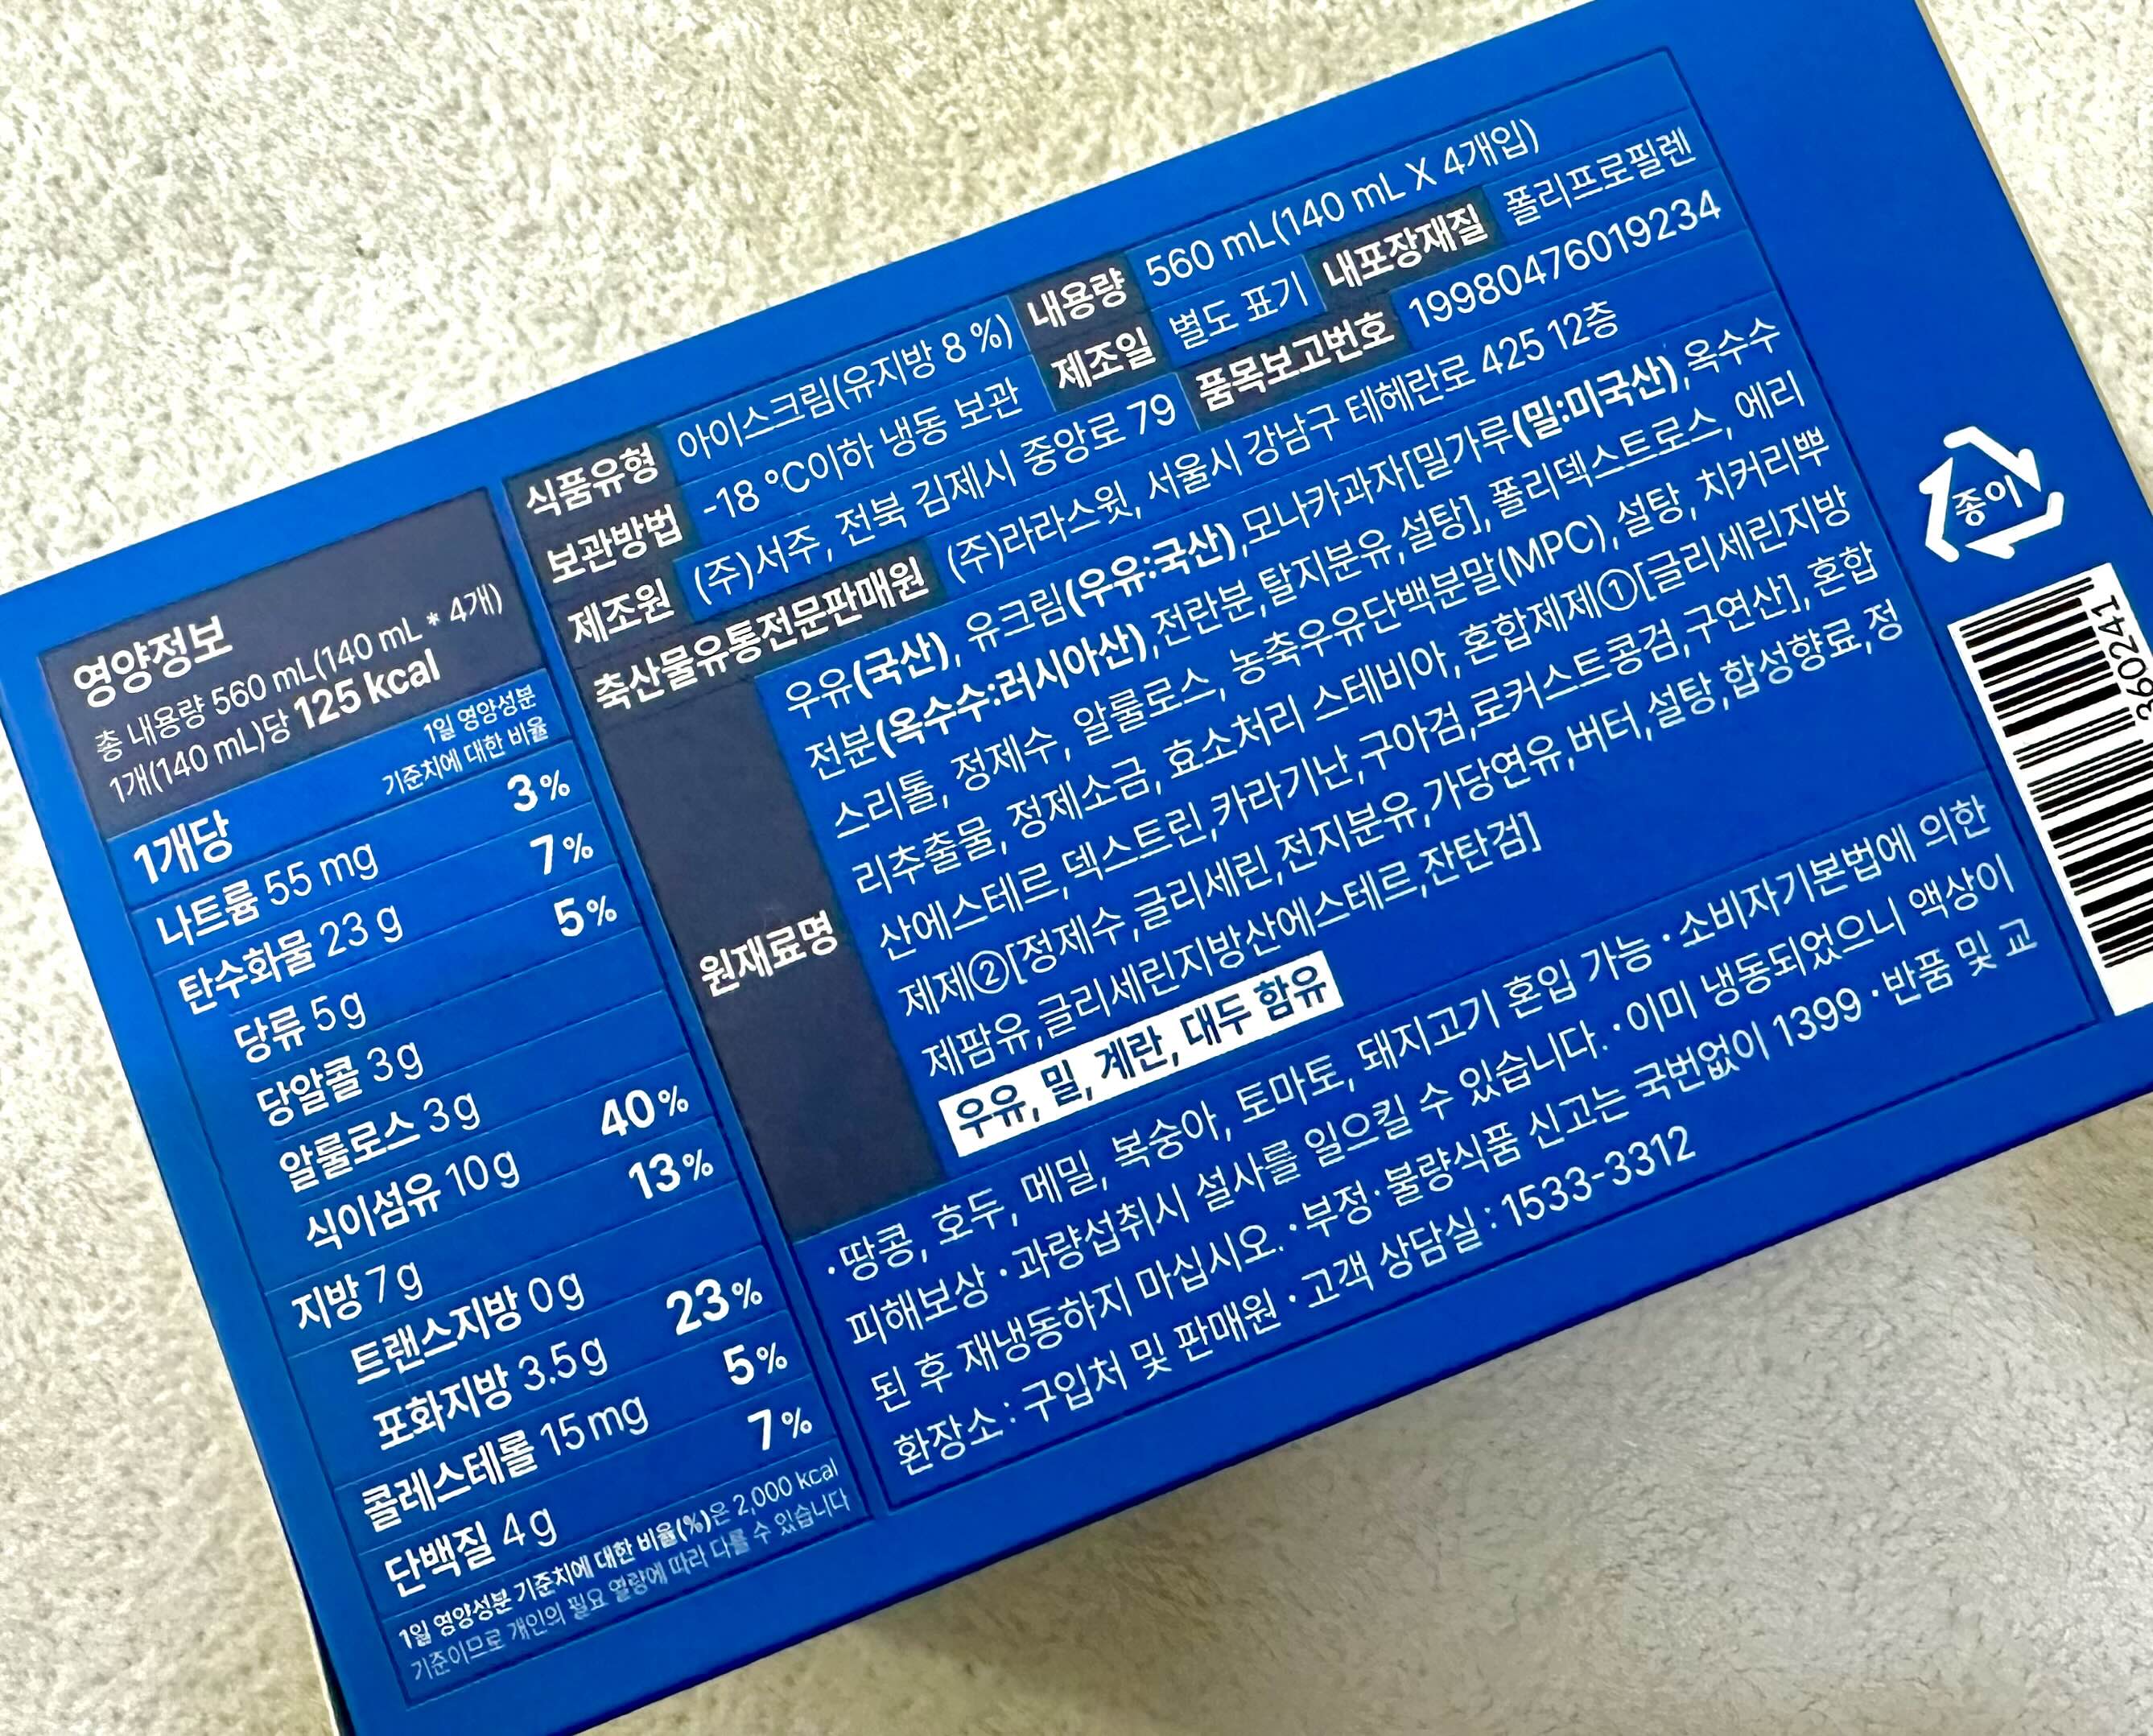 영양정보
총 내용량 560 mL(140 mL * 4개)
1개(140 mL)당 125 kcal
1일 영양성분
기준치에 대한 비율
1개당
나트륨 55 mg 3%
탄수화물 23 g 7%
당류 5g 5%
당알콜 3g
알룰로스 3g
식이섬유 10g 40%
지방 7g 13%
트랜스지방 0g
포화지방 3.5g 23%
콜레스테롤 15mg 5%
단백질 4g 7%
1일 영양성분 기준치에 대한 비율(%)은 2,000 kcal
기준이므로 개인의 필요 열량에 따라 다를 수 있습니다
식품유형 아이스크림(유지방 8 %) 내용량 560 mL(140 mL X 4개입)
보관방법 -18 °C이하 냉동 보관 제조일 별도 표기 내포장재질 폴리프로필렌
제조원 (주)서주, 전북 김제시 중앙로 79 품목보고번호 19980476019234
축산물유통전문판매원 (주)라라스윗, 서울시 강남구 테헤란로 425 12층
원재료명
우유(국산), 유크림(우유:국산),모나카과자[밀가루(밀:미국산),옥수수
전분(옥수수:러시아산),전란분,탈지분유,설탕], 폴리덱스트로스, 에리
스리톨, 정제수, 알룰로스, 농축우유단백분말(MPC), 설탕, 치커리뿌
리추출물, 정제소금, 효소처리 스테비아, 혼합제제①[글리세린지방
산에스테르,덱스트린,카라기난,구아검,로커스트콩검,구연산], 혼합
제제②[정제수,글리세린,전지분유,가당연유,버터,설탕,합성향료,정
제팜유,글리세린지방산에스테르,잔탄검]
우유, 밀, 계란, 대두 함유
·땅콩, 호두, 메밀, 복숭아, 토마토, 돼지고기 혼입 가능 ·소비자기본법에 의한
피해보상 ·과량섭취시 설사를 일으킬 수 있습니다. ·이미 냉동되었으니 액상이
된 후 재냉동하지 마십시오. ·부정·불량식품 신고는 국번없이 1399 ·반품 및 교
환장소 : 구입처 및 판매원 ·고객 상담실 : 1533-3312
종이
360241